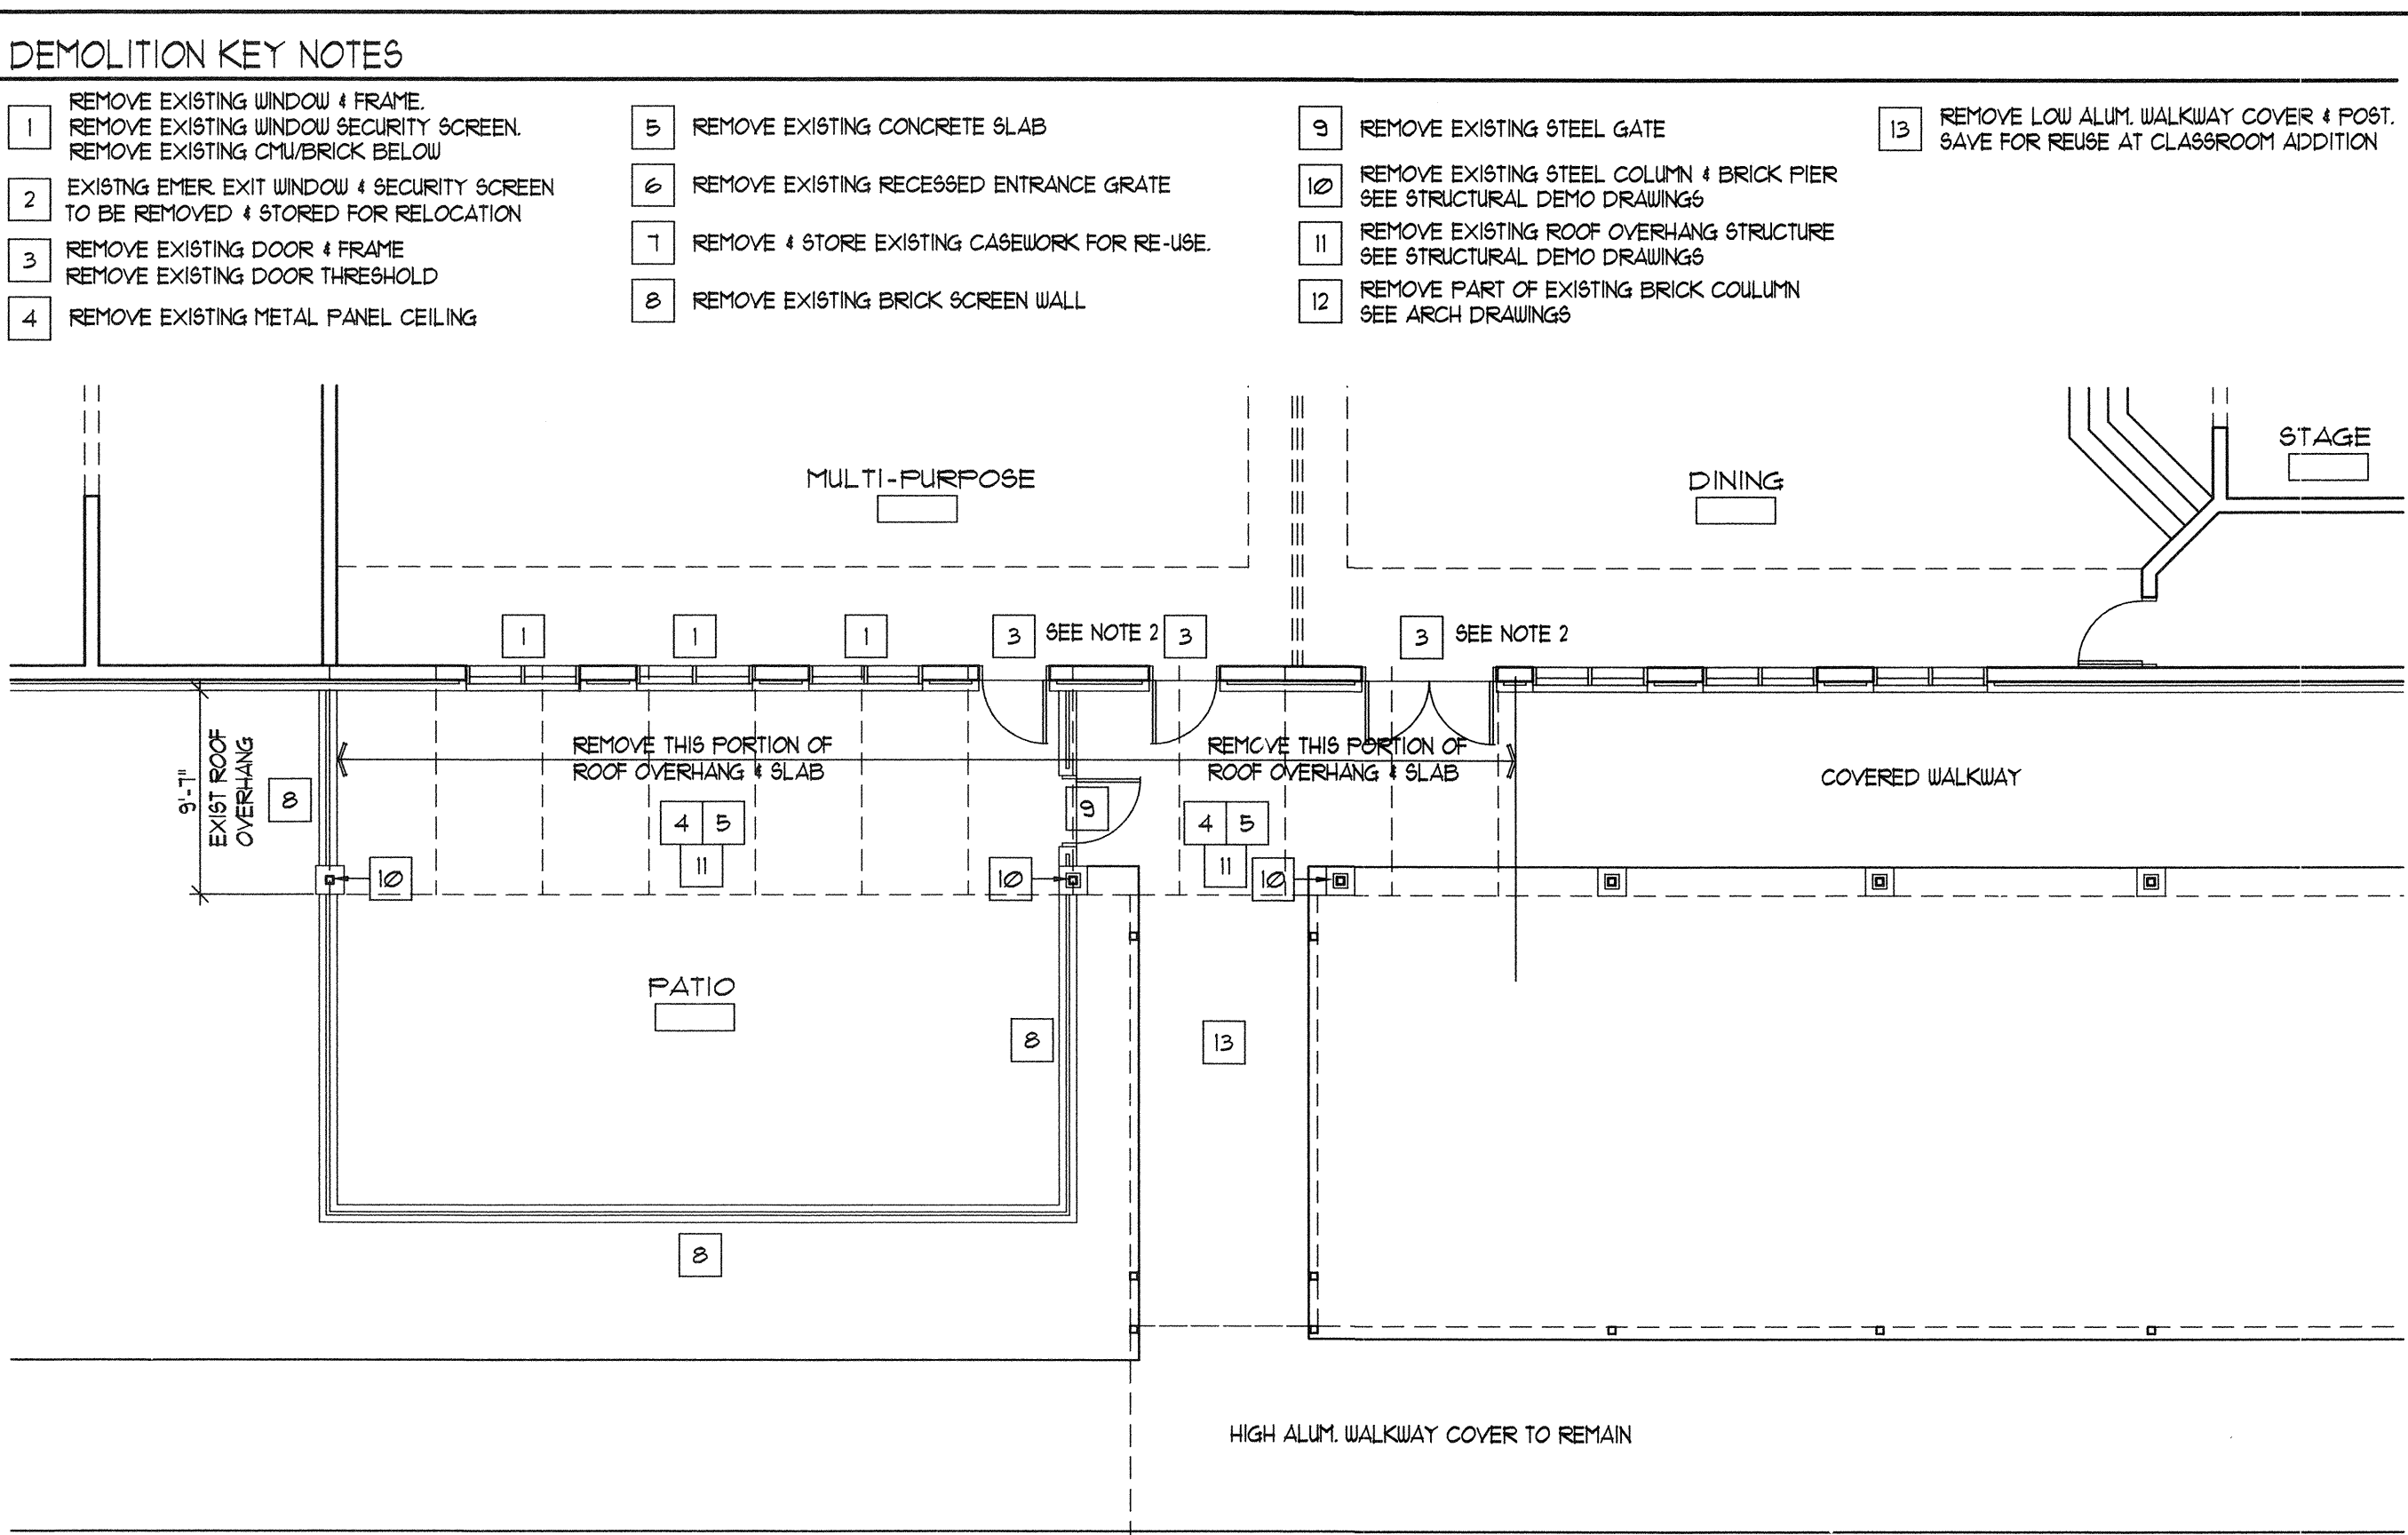 DEMOLITION KEY NOTES
1
REMOVE EXISTING WINDOW & FRAME.
REMOVE EXISTING WINDOW SECURITY SCREEN.
REMOVE EXISTING CMU/BRICK BELOW
2
EXISTNG EMER. EXIT WINDOW & SECURITY SCREEN
TO BE REMOVED & STORED FOR RELOCATION
3
REMOVE EXISTING DOOR & FRAME
REMOVE EXISTING DOOR THRESHOLD
4
REMOVE EXISTING METAL PANEL CEILING
5
REMOVE EXISTING CONCRETE SLAB
6
REMOVE EXISTING RECESSED ENTRANCE GRATE
7
REMOVE & STORE EXISTING CASEWORK FOR RE-USE.
8
REMOVE EXISTING BRICK SCREEN WALL
9
REMOVE EXISTING STEEL GATE
10
REMOVE EXISTING STEEL COLUMN & BRICK PIER
SEE STRUCTURAL DEMO DRAWINGS
11
REMOVE EXISTING ROOF OVERHANG STRUCTURE
SEE STRUCTURAL DEMO DRAWINGS
12
REMOVE PART OF EXISTING BRICK COULUMN
SEE ARCH DRAWINGS
13
REMOVE LOW ALUM. WALKWAY COVER & POST.
SAVE FOR REUSE AT CLASSROOM ADDITION
STAGE
MULTI-PURPOSE
DINING
1
1
1
3 SEE NOTE 2
3
3 SEE NOTE 2
9'-7"
EXIST ROOF
OVERHANG
8
REMOVE THIS PORTION OF
ROOF OVERHANG & SLAB
REMOVE THIS PORTION OF
ROOF OVERHANG & SLAB
COVERED WALKWAY
4 5
11
9
4 5
11
10
10
10
PATIO
8
13
8
HIGH ALUM. WALKWAY COVER TO REMAIN